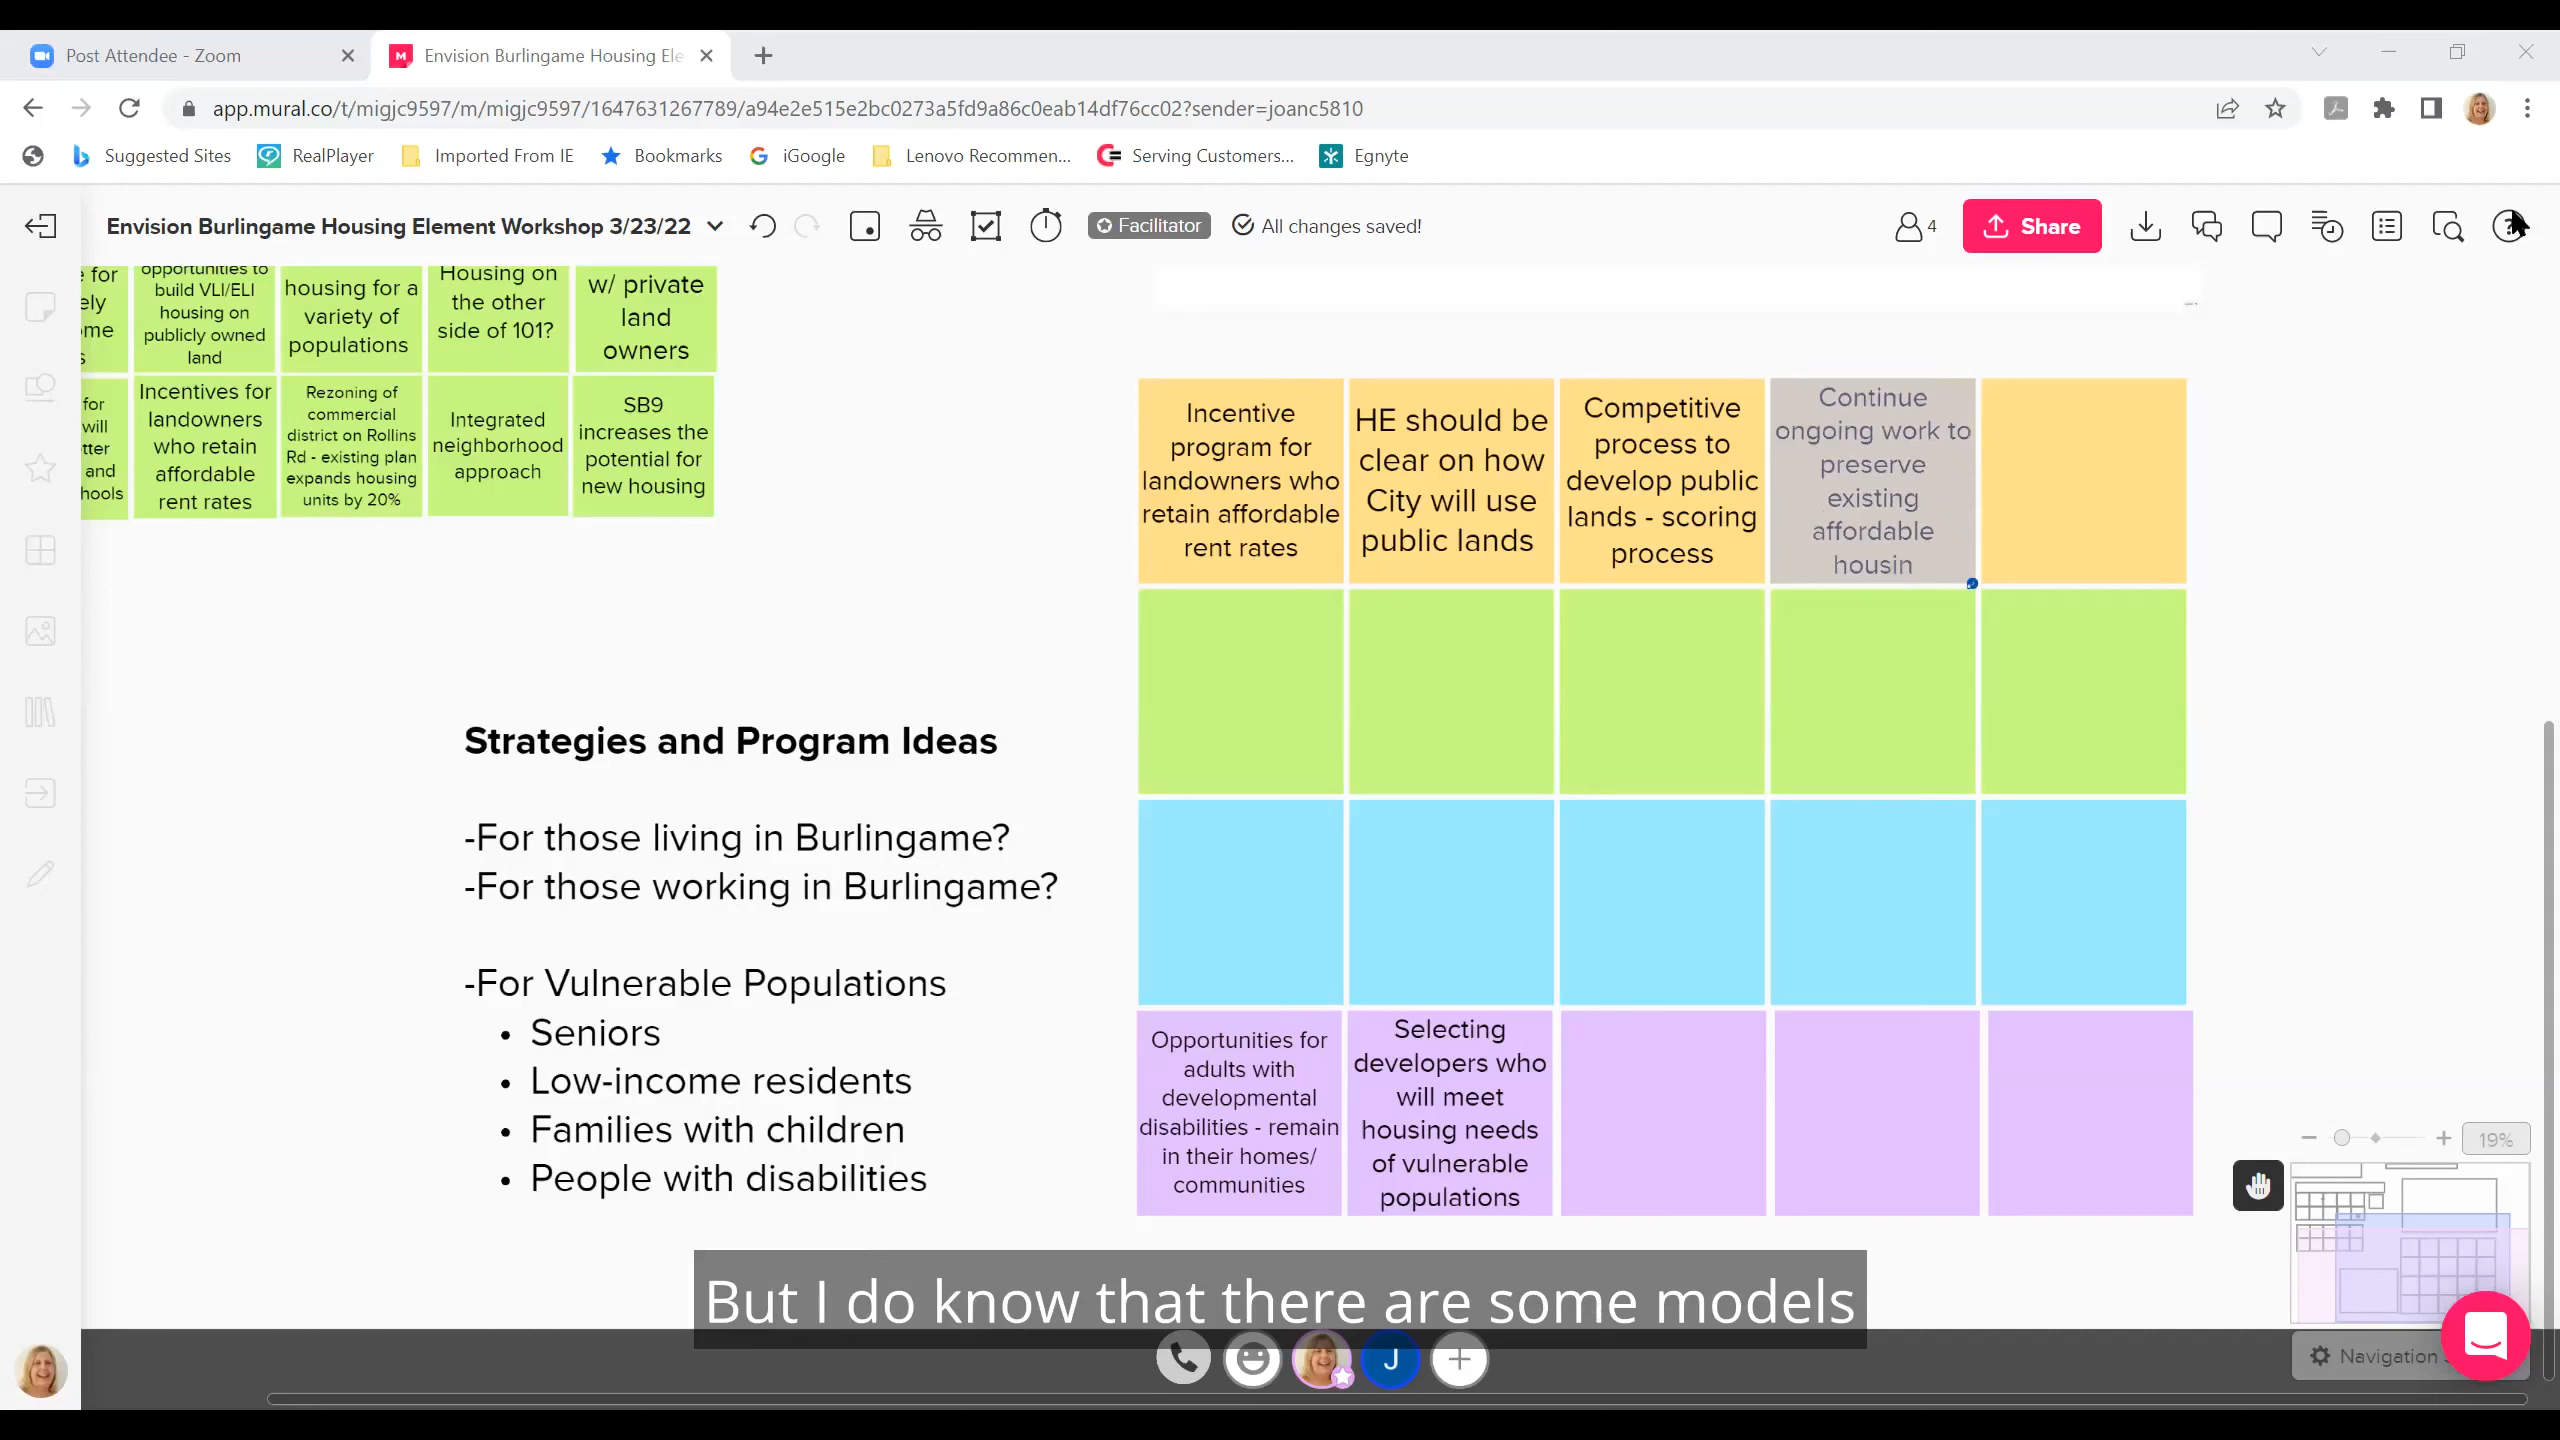 Post Attendee - Zoom
Envision Burlingame Housing Ele
app.mural.co/t/migjc9597/m/migjc9597/1647631267789/a94e2e515e2bc0273a5fd9a86c0eab14df76cc02?sender=joanc5810
Suggested Sites
RealPlayer
Imported From IE
Bookmarks
iGoogle
Lenovo Recommen...
Serving Customers...
Egnyte
Envision Burlingame Housing Element Workshop 3/23/22
Facilitator
All changes saved!
4
Share
for
ely
me
s
opportunities to
build VLI/ELI
housing on
publicly owned
land
housing for a
variety of
populations
Housing on
the other
side of 101?
w/ private
land
owners
for
will
tter
and
hools
Incentives for
landowners
who retain
affordable
rent rates
Rezoning of
commercial
district on Rollins
Rd - existing plan
expands housing
units by 20%
Integrated
neighborhood
approach
SB9
increases the
potential for
new housing
Incentive
program for
landowners who
retain affordable
rent rates
HE should be
clear on how
City will use
public lands
Competitive
process to
develop public
lands - scoring
process
Continue
ongoing work to
preserve
existing
affordable
housin
Strategies and Program Ideas
-For those living in Burlingame?
-For those working in Burlingame?
-For Vulnerable Populations
• Seniors
• Low-income residents
• Families with children
• People with disabilities
Opportunities for
adults with
developmental
disabilities - remain
in their homes/
communities
Selecting
developers who
will meet
housing needs
of vulnerable
populations
19%
But I do know that there are some models
J
Navigation